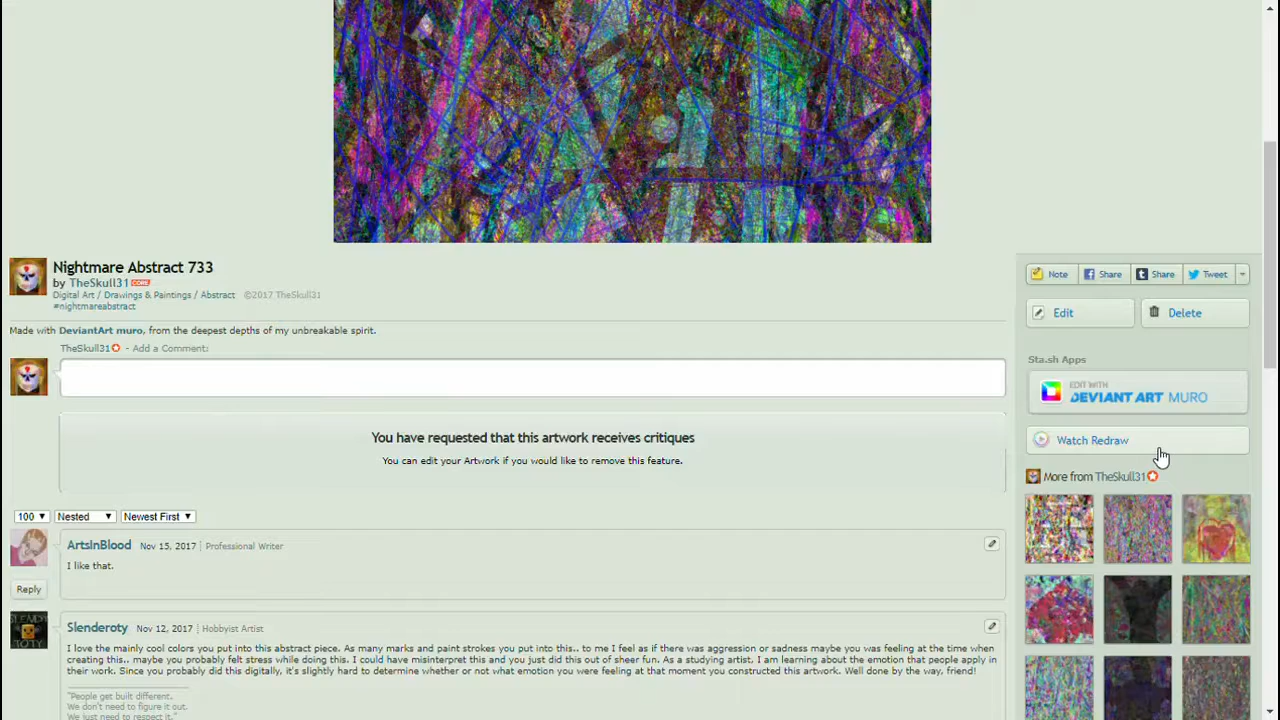 Nightmare Abstract 733
by TheSkull31 CORE
Digital Art / Drawings & Paintings / Abstract ©2017 TheSkull31
#nightmareabstract
Note
Share
Share
Tweet
Edit
Delete
Made with DeviantArt muro, from the deepest depths of my unbreakable spirit.
TheSkull31 - Add a Comment:
Sta.sh Apps
EDIT WITH
DEVIANT ART MURO
You have requested that this artwork receives critiques
You can edit your Artwork if you would like to remove this feature.
Watch Redraw
More from TheSkull31
100 ▼ Nested ▼ Newest First ▼
ArtsInBlood Nov 15, 2017 | Professional Writer
I like that.
Reply
SLENDE
TOTY
Slenderoty Nov 12, 2017 | Hobbyist Artist
I love the mainly cool colors you put into this abstract piece. As many marks and paint strokes you put into this.. to me I feel as if there was aggression or sadness maybe you was feeling at the time when
creating this.. maybe you probably felt stress while doing this. I could have misinterpret this and you just did this out of sheer fun. As a studying artist, I am learning about the emotion that people apply in
their work. Since you probably did this digitally, it's slightly hard to determine whether or not what emotion you were feeling at that moment you constructed this artwork. Well done by the way, friend!
"People get built different.
We don't need to figure it out.
We just need to respect it."